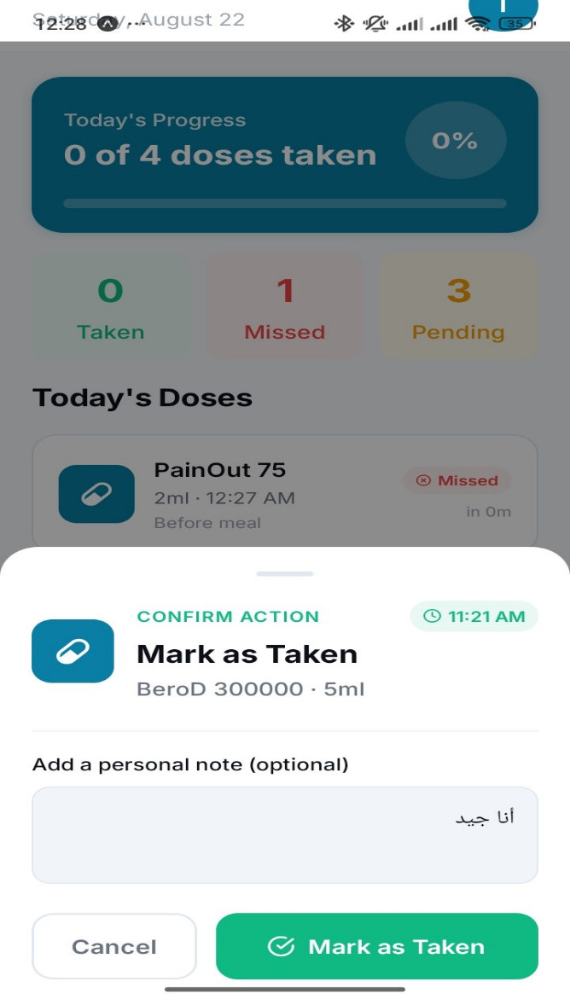 Saturday, August 22
12:28
35
Today's Progress
0 of 4 doses taken
0%
0
Taken
1
Missed
3
Pending
Today's Doses
PainOut 75
2ml · 12:27 AM
Before meal
Missed
in 0m
CONFIRM ACTION
11:21 AM
Mark as Taken
BeroD 300000 · 5ml
Add a personal note (optional)
أنا جيد
Cancel
Mark as Taken